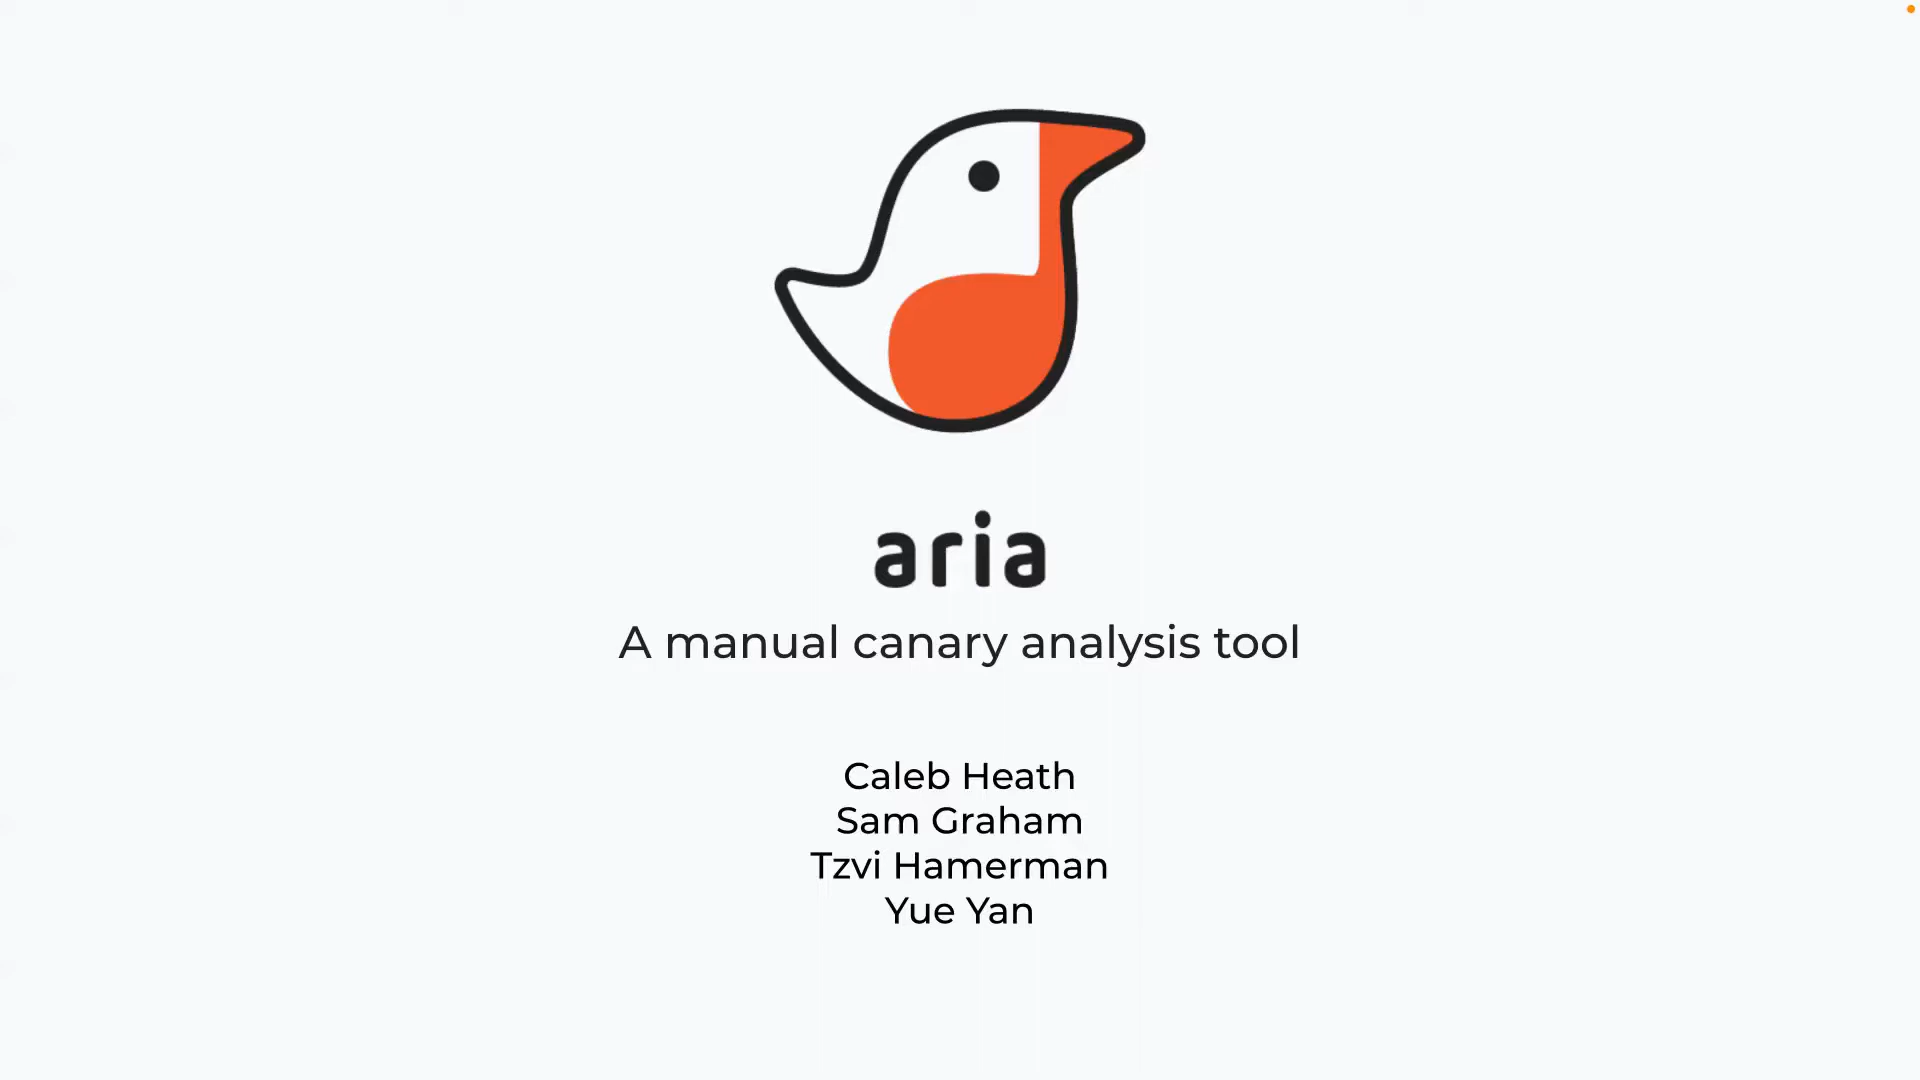 aria
A manual canary analysis tool
Caleb Heath
Sam Graham
Tzvi Hamerman
Yue Yan